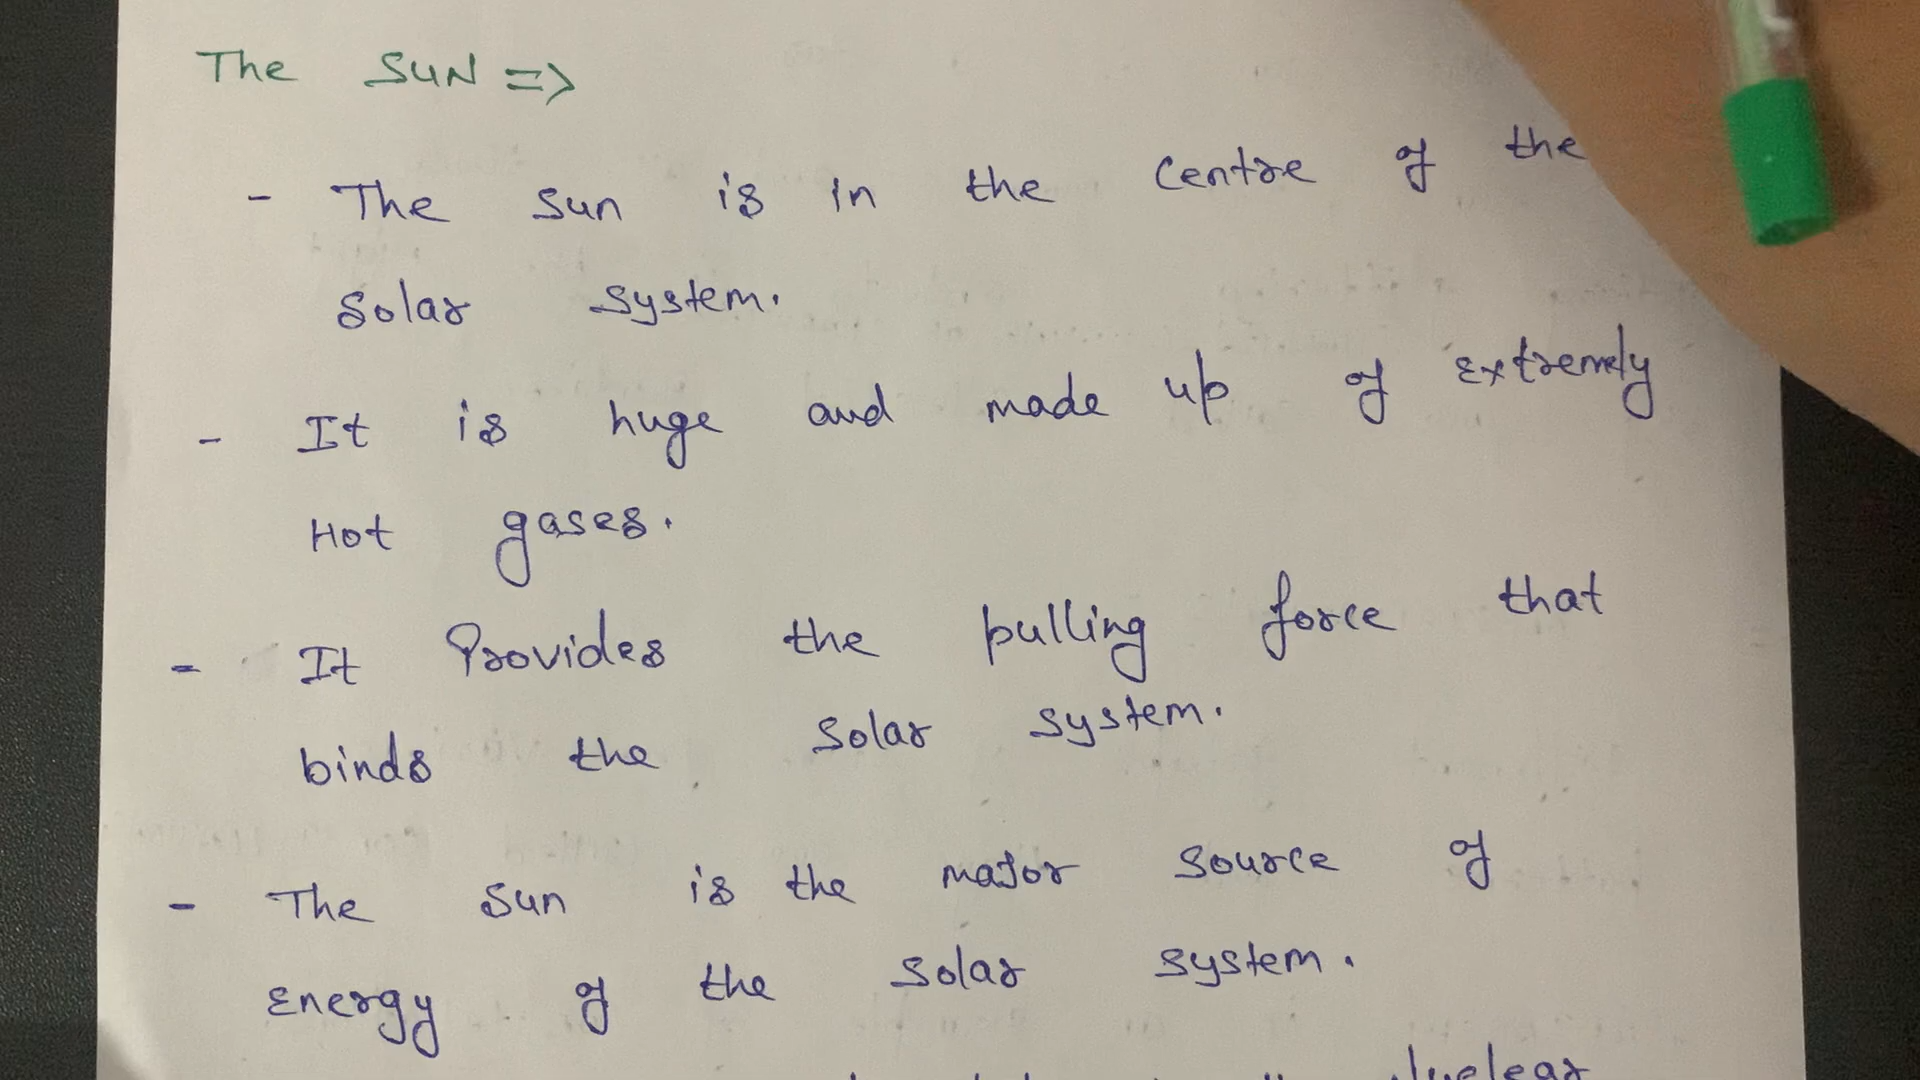 The SUN =>
- The Sun is in the Centre of the
Solar System.
- It is huge and made up of Extremely
Hot gases.
- It Provides the pulling force that
binds the Solar System.
- The Sun is the major Source of
Energy of the Solar System.
Nuclear